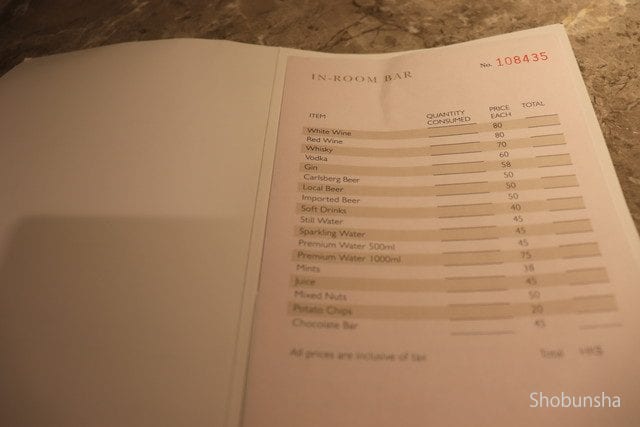 IN-ROOM BAR No. 108435
ITEM QUANTITY CONSUMED PRICE EACH TOTAL
White Wine 80
Red Wine 80
Whisky 70
Vodka 60
Gin 58
Carlsberg Beer 50
Local Beer 50
Imported Beer 50
Soft Drinks 40
Still Water 45
Sparkling Water 45
Premium Water 500ml 45
Premium Water 1000ml 75
Mints 38
Juice 45
Mixed Nuts 50
Potato Chips 20
Chocolate Bar 45
All prices are inclusive of tax Total HK$
Shobunsha